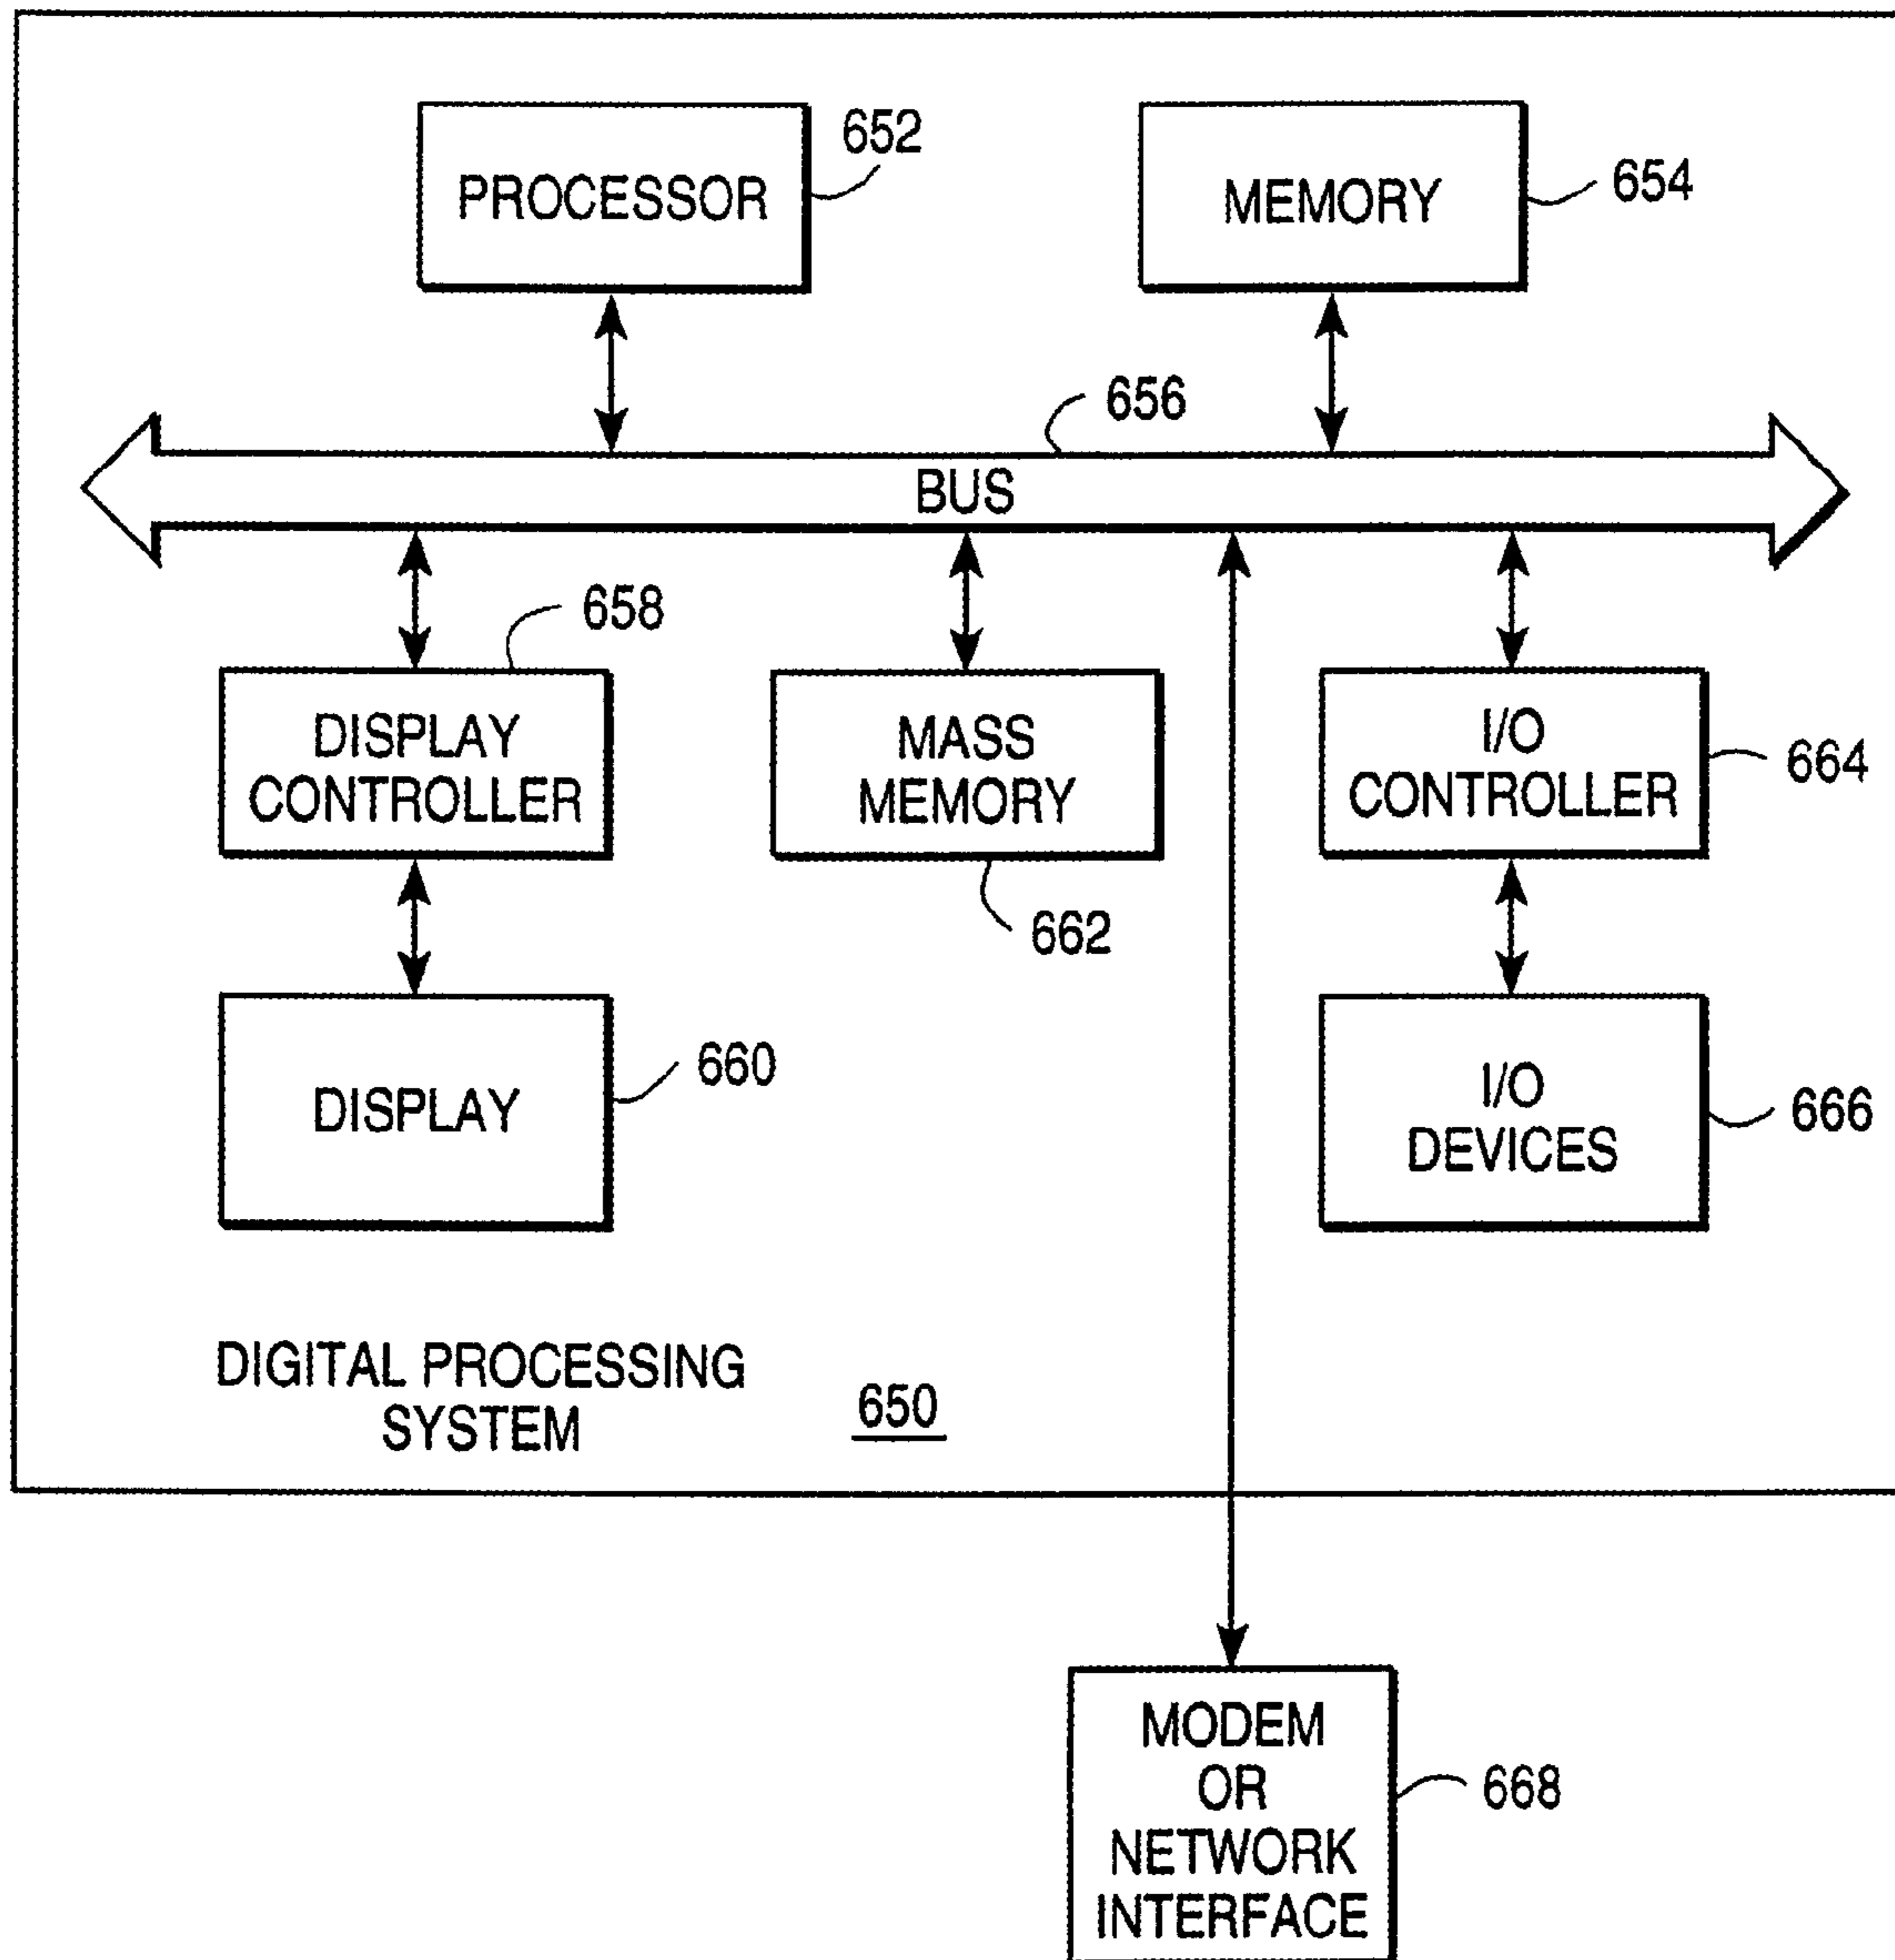 652
PROCESSOR
654
MEMORY
656
BUS
658
DISPLAY
CONTROLLER
MASS
MEMORY
662
I/O
CONTROLLER
664
DISPLAY
660
I/O
DEVICES
666
DIGITAL PROCESSING
SYSTEM
650
MODEM
OR
NETWORK
INTERFACE
668